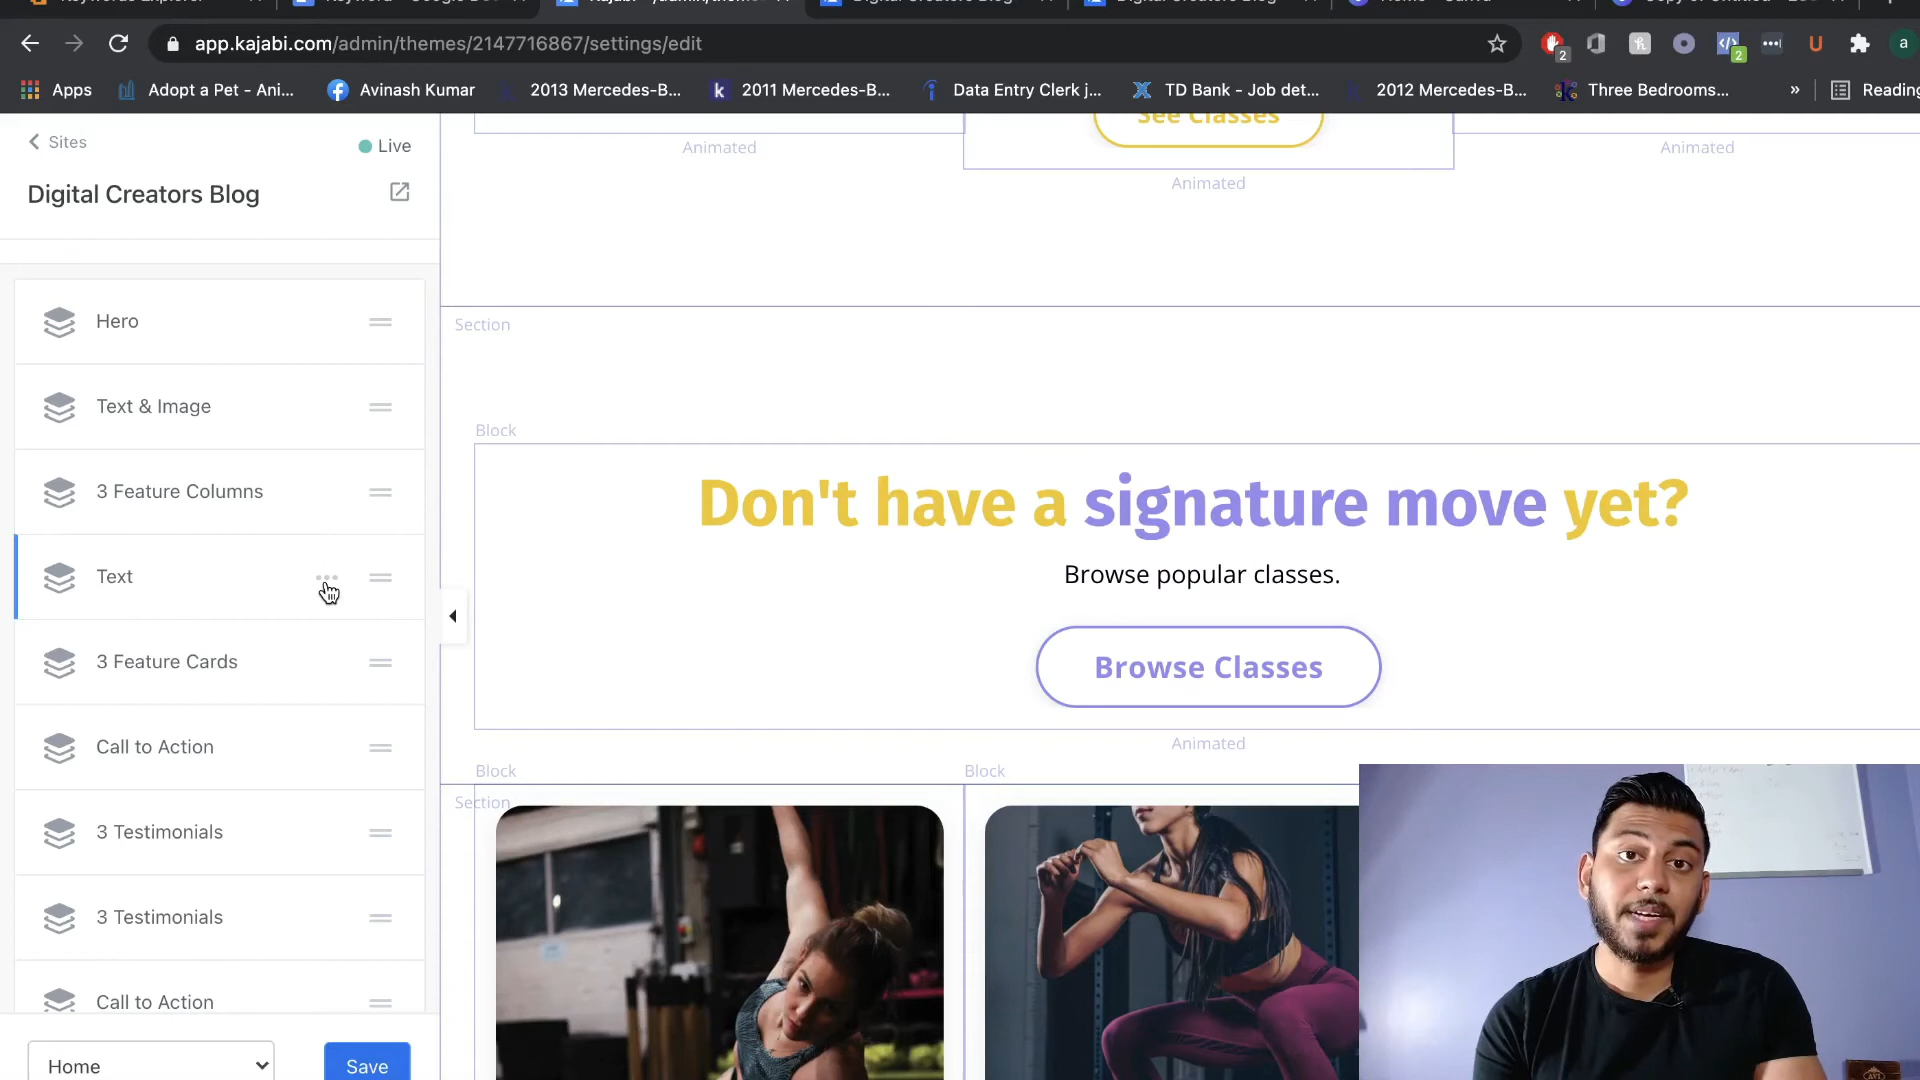 app.kajabi.com/admin/themes/2147716867/settings/edit
2
2
a
Apps
Adopt a Pet - Ani...
Avinash Kumar
2013 Mercedes-B...
2011 Mercedes-B...
Data Entry Clerk j...
TD Bank - Job det...
2012 Mercedes-B...
Three Bedrooms...
»
Reading
Sites
Live
Digital Creators Blog
Hero
Text & Image
3 Feature Columns
Text
3 Feature Cards
Call to Action
3 Testimonials
3 Testimonials
Call to Action
Home
Save
See Classes
Animated
Animated
Animated
Section
Block
Don't have a signature move yet?
Browse popular classes.
Browse Classes
Animated
Block
Block
Section